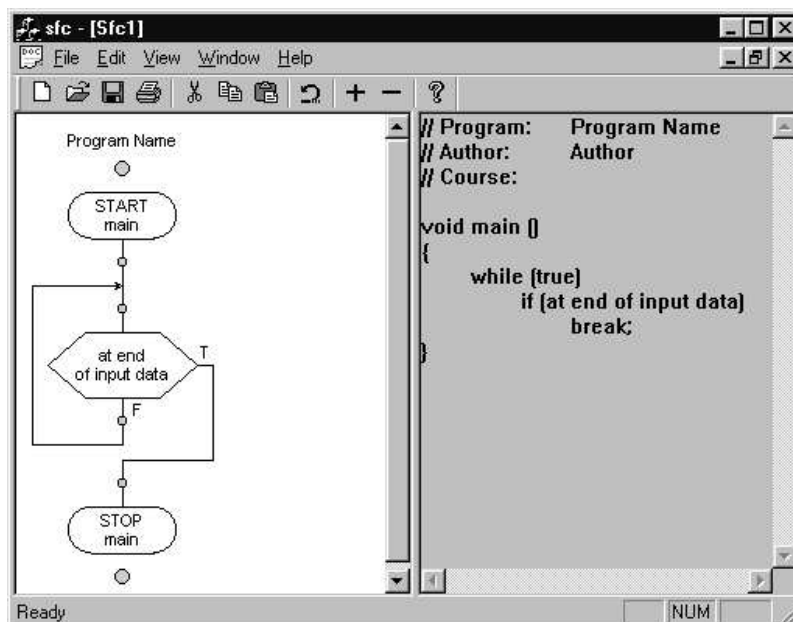 sfc - [Sfc1]
File Edit View Window Help
Program Name
START
main
at end
of input data
T
F
STOP
main
// Program: Program Name
// Author: Author
// Course:
void main ()
{
while (true)
if (at end of input data)
break;
}
Ready
NUM